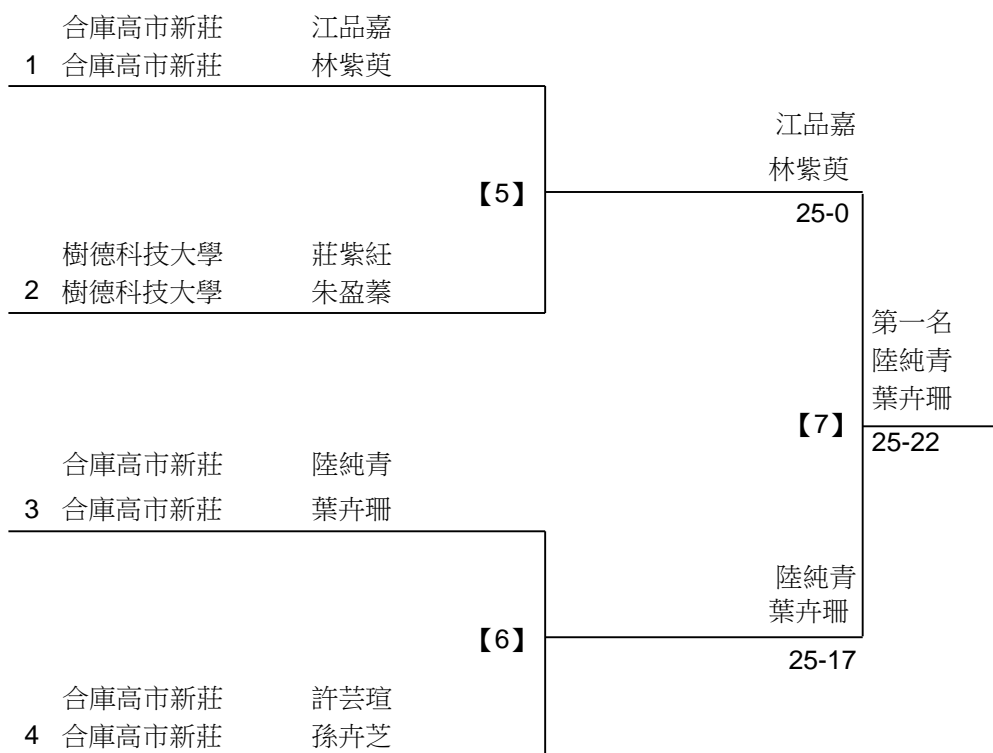 合庫高市新莊 江品嘉
1 合庫高市新莊 林紫萸
江品嘉
林紫萸
【5】
25-0
樹德科技大學 莊紫紝
2 樹德科技大學 朱盈蓁
第一名
陸純青
葉卉珊
【7】
25-22
合庫高市新莊 陸純青
3 合庫高市新莊 葉卉珊
陸純青
葉卉珊
【6】
25-17
合庫高市新莊 許芸瑄
4 合庫高市新莊 孫卉芝